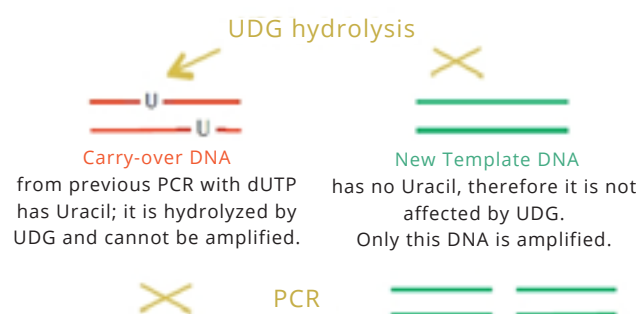 UDG hydrolysis
U
U
Carry-over DNA
from previous PCR with dUTP
has Uracil; it is hydrolyzed by
UDG and cannot be amplified.
New Template DNA
has no Uracil, therefore it is not
affected by UDG.
Only this DNA is amplified.
PCR